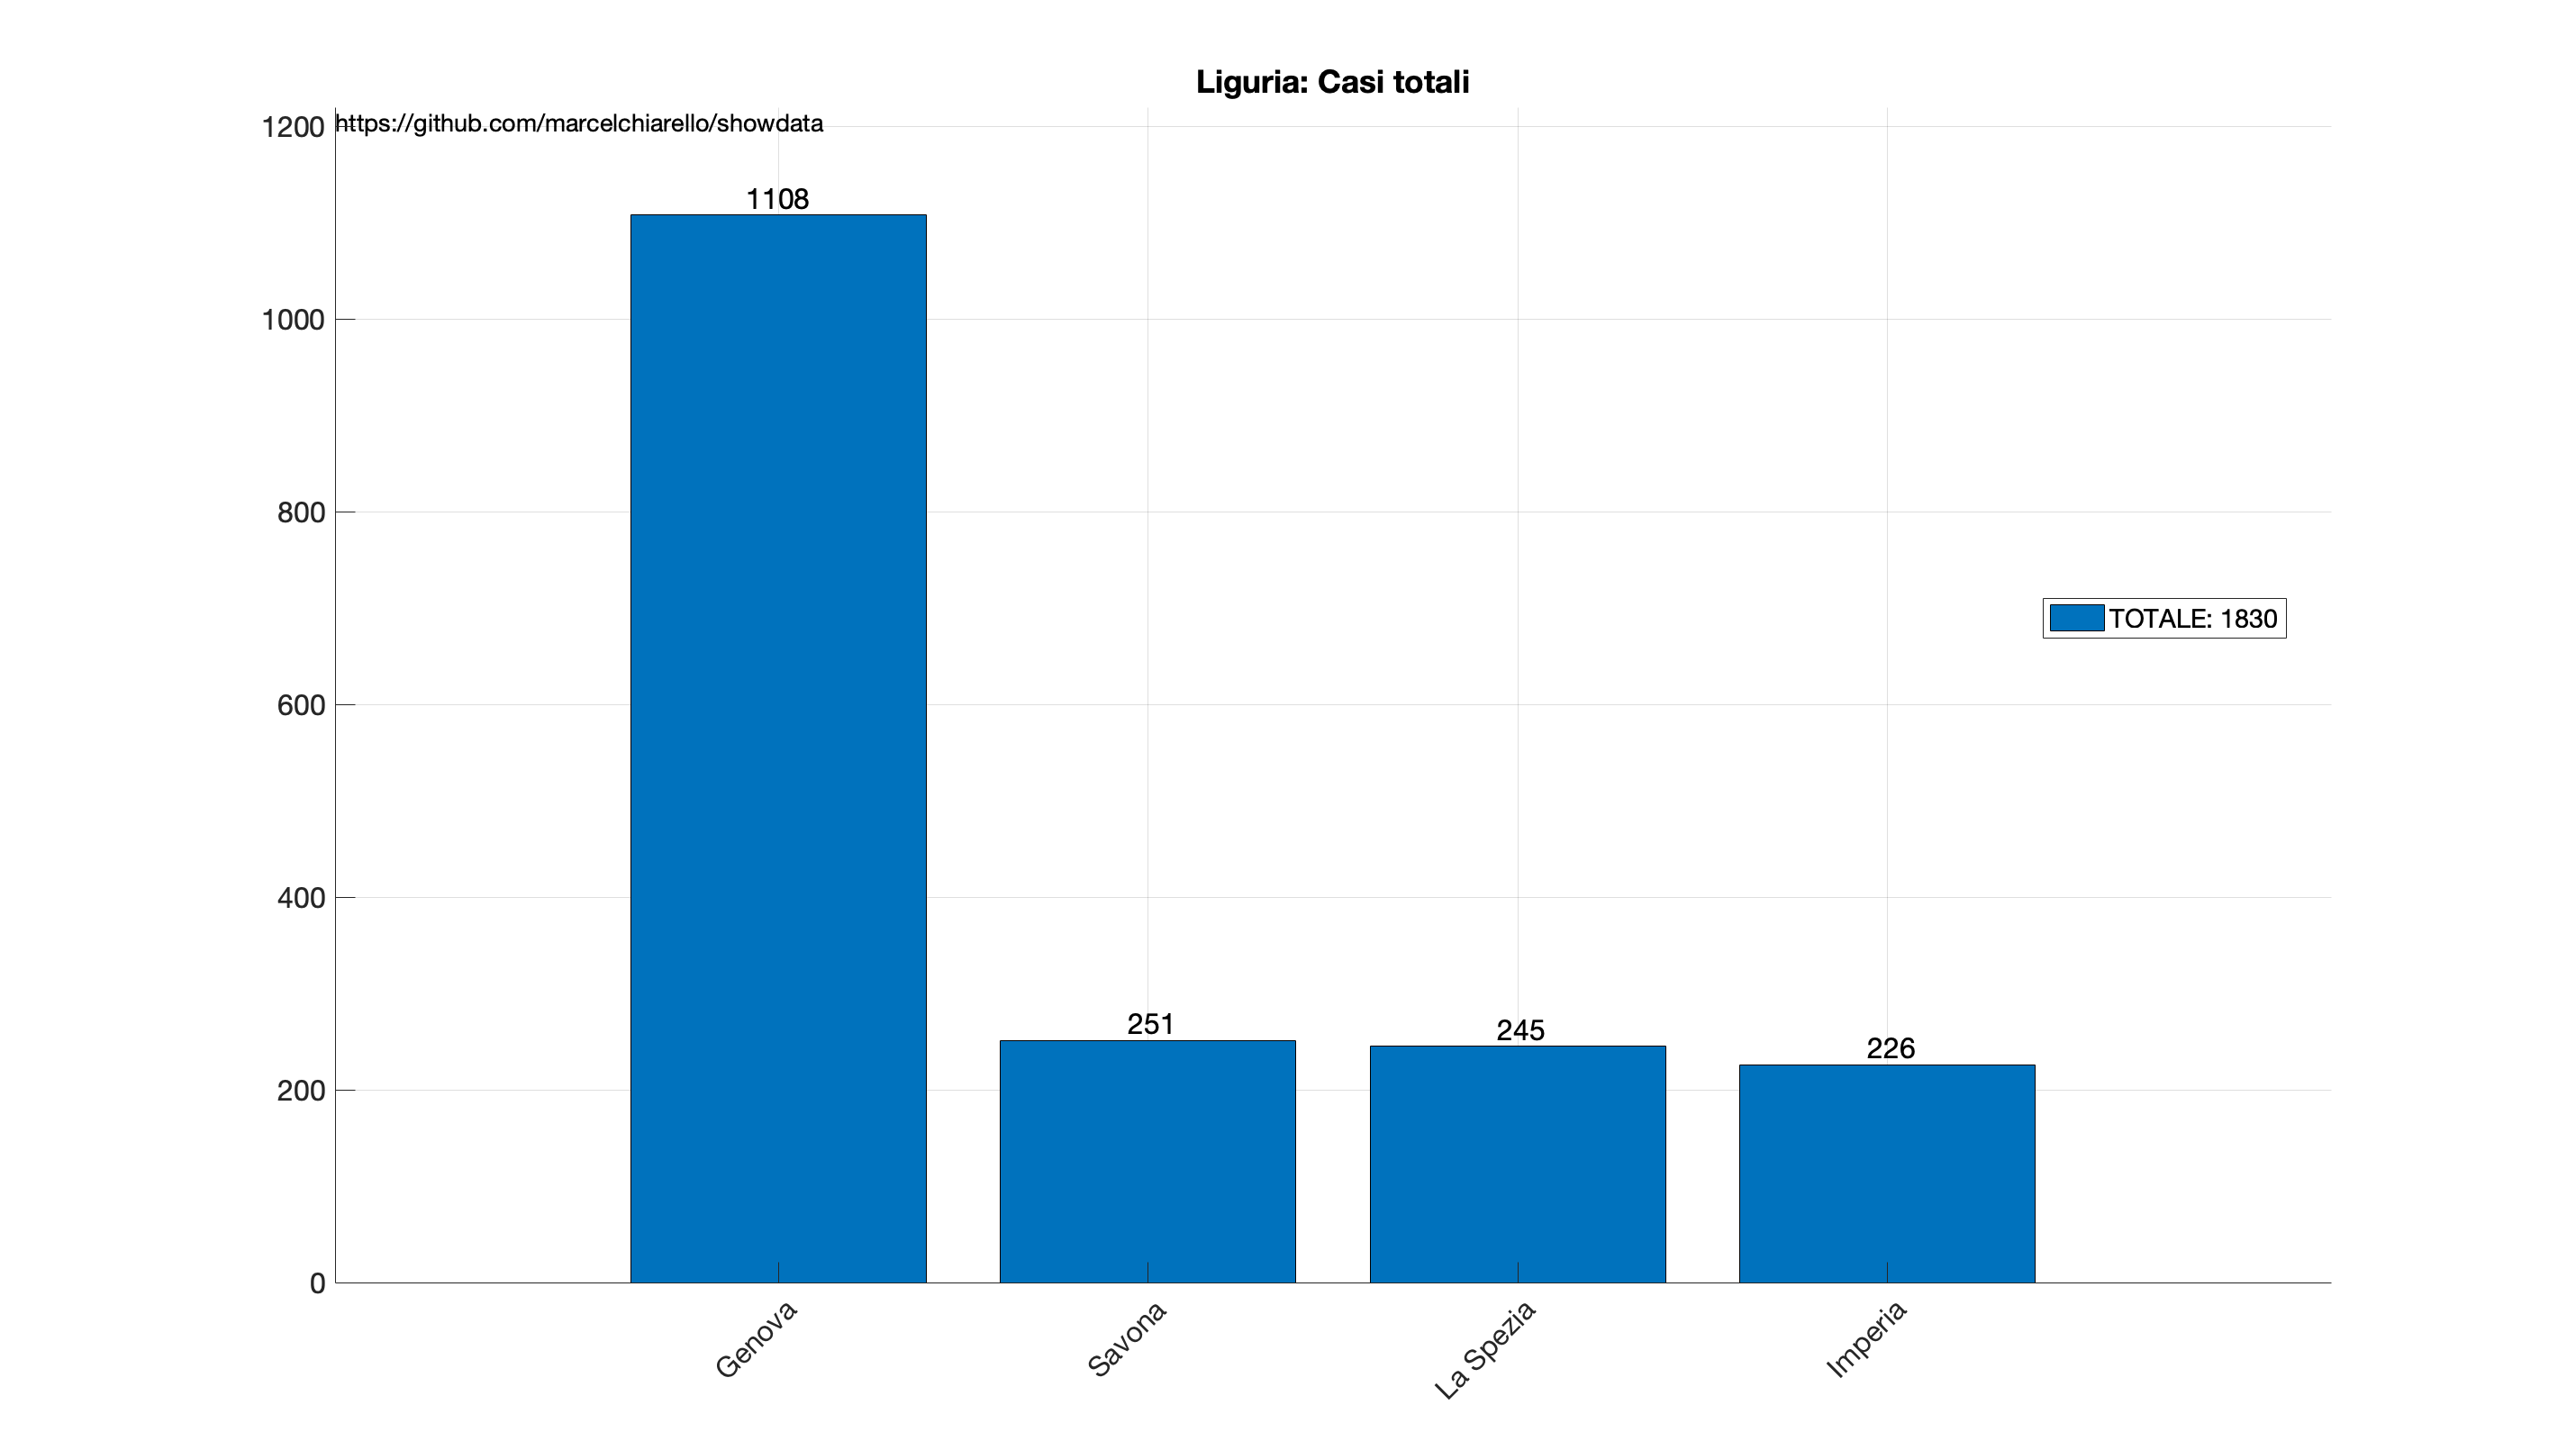 Liguria: Casi totali
https://github.com/marcelchiarello/showdata
1200
1000
800
600
400
200
0
1108
251
245
226
TOTALE: 1830
Genova
Savona
La Spezia
Imperia